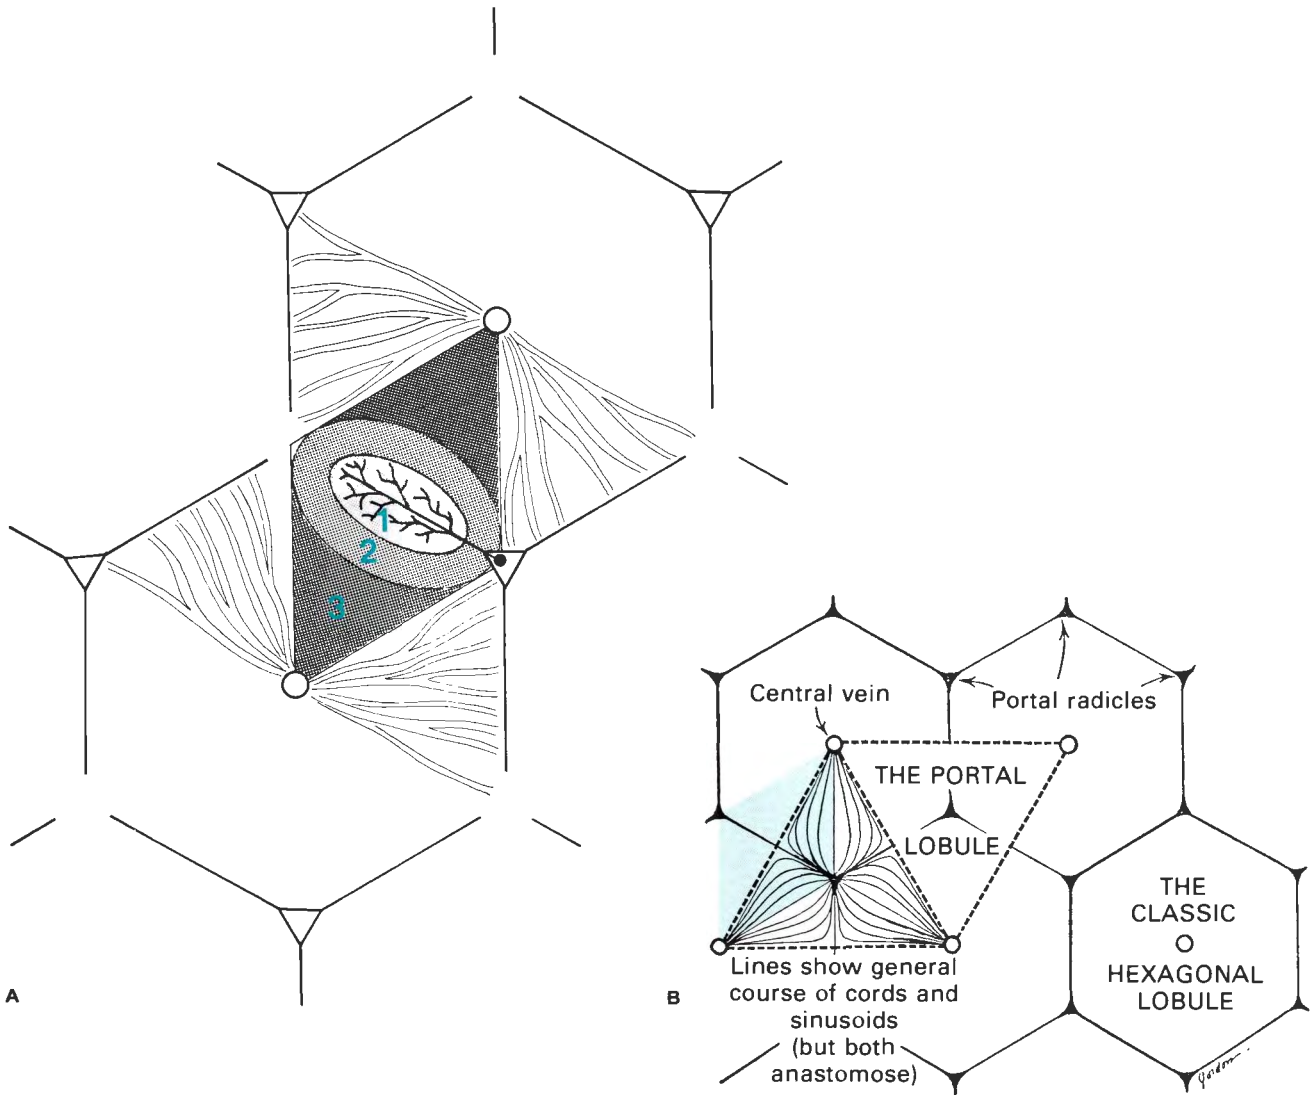 1
2
3
A
Central vein
Portal radicles
THE PORTAL
LOBULE
THE
CLASSIC
HEXAGONAL
LOBULE
Lines show general
course of cords and
sinusoids
(but both
anastomose)
B
Gordon